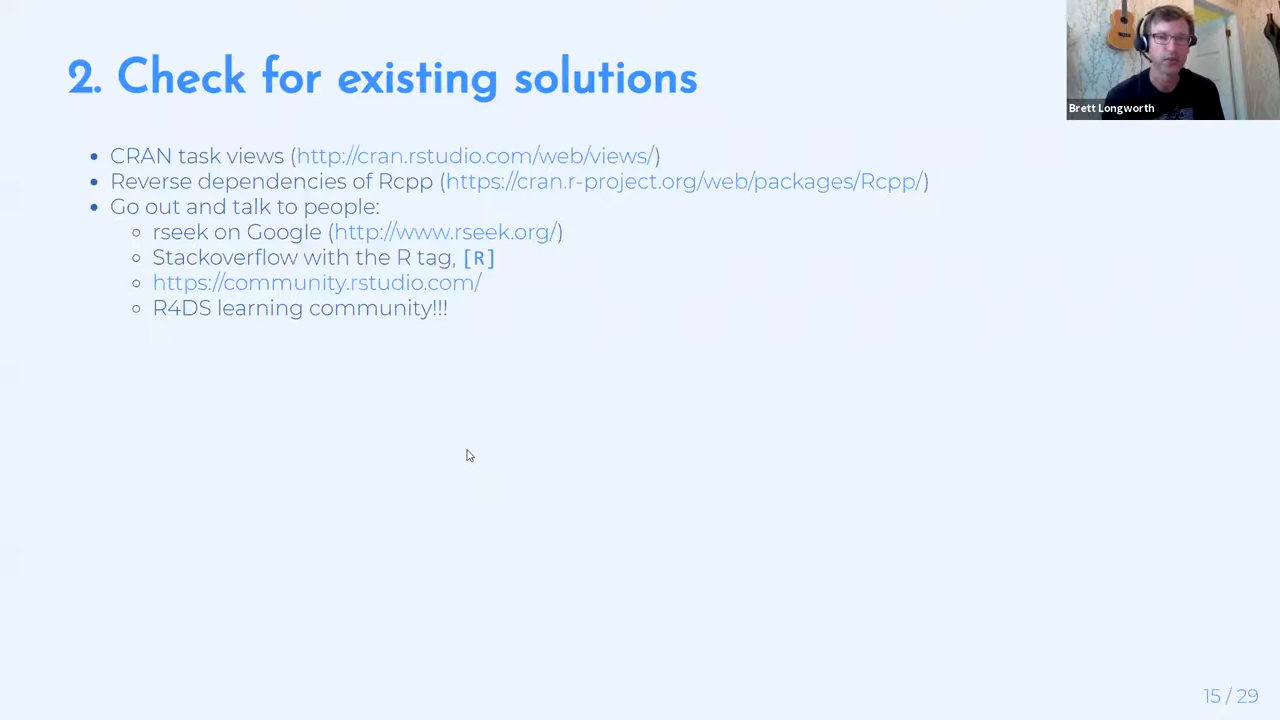 2. Check for existing solutions
Brett Longworth
CRAN task views (http://cran.rstudio.com/web/views/)
Reverse dependencies of Rcpp (https://cran.r-project.org/web/packages/Rcpp/)
Go out and talk to people:
rseek on Google (http://www.rseek.org/)
Stackoverflow with the R tag, [R]
https://community.rstudio.com/
R4DS learning community!!!
15 / 29